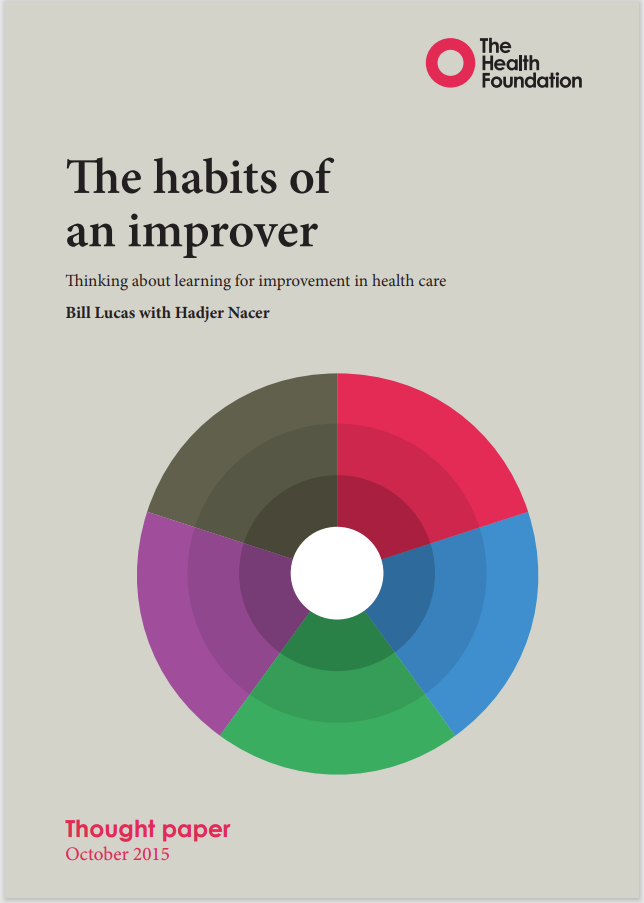 The
Health
Foundation
The habits of
an improver
Thinking about learning for improvement in health care
Bill Lucas with Hadjer Nacer
Thought paper
October 2015